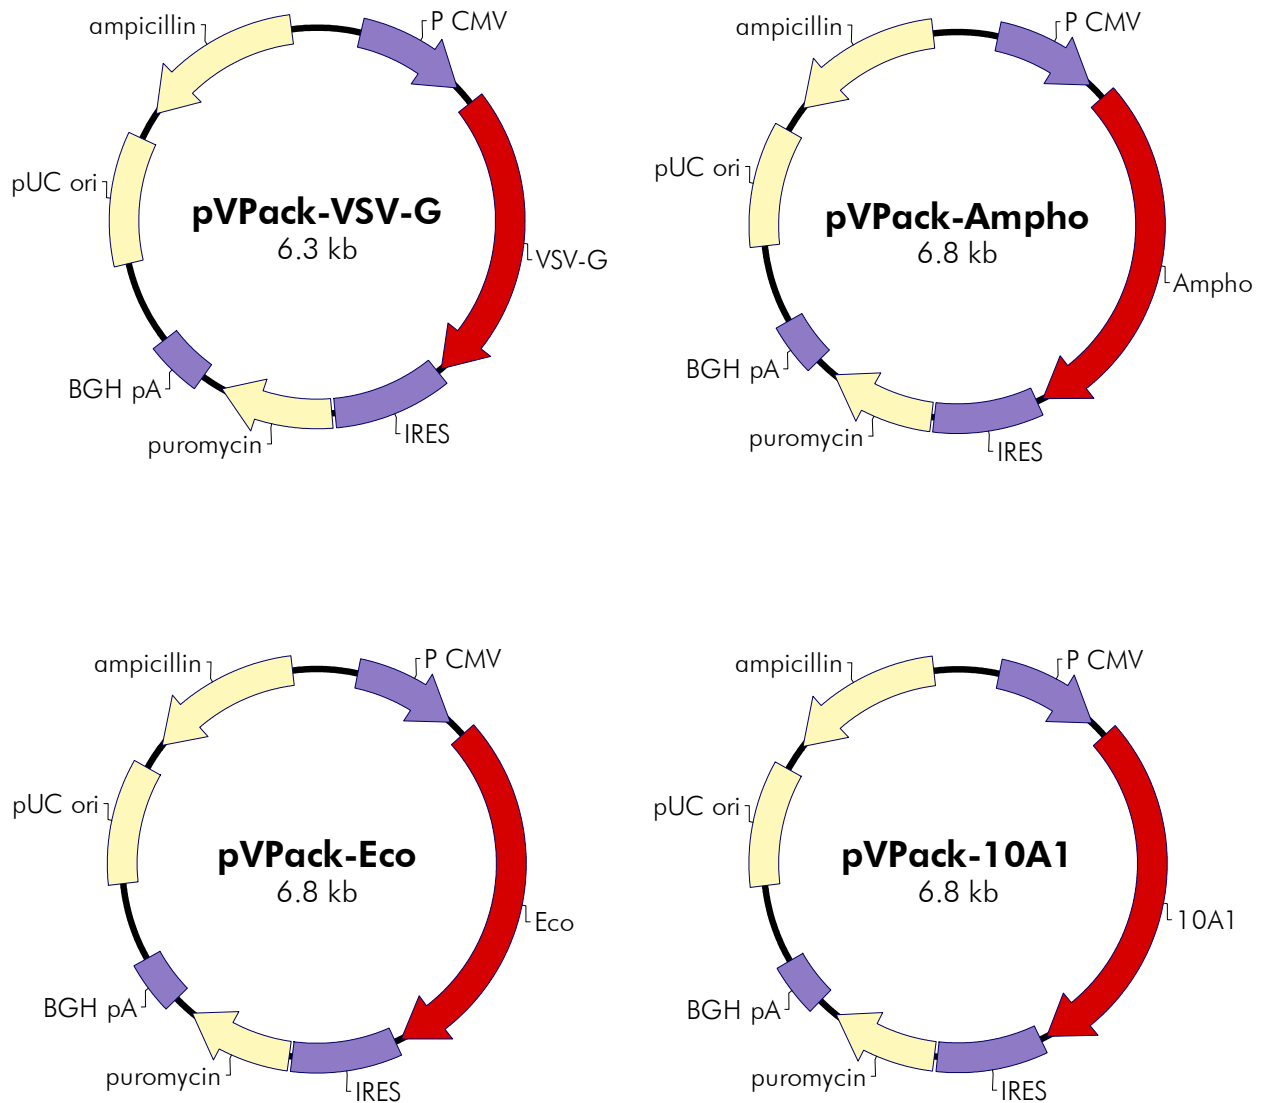 ampicillin
P CMV
pUC ori
pVPack-VSV-G
6.3 kb
VSV-G
BGH pA
puromycin
IRES
ampicillin
P CMV
pUC ori
pVPack-Ampho
6.8 kb
Ampho
BGH pA
puromycin
IRES
ampicillin
P CMV
pUC ori
pVPack-Eco
6.8 kb
Eco
BGH pA
puromycin
IRES
ampicillin
P CMV
pUC ori
pVPack-10A1
6.8 kb
10A1
BGH pA
puromycin
IRES